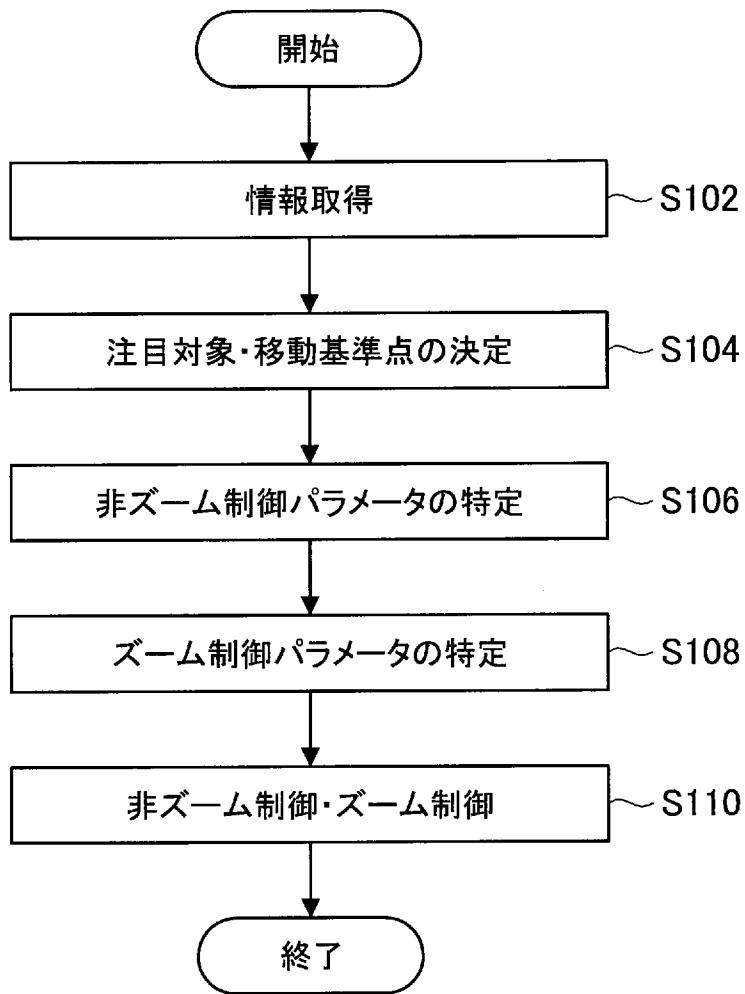 開始
情報取得
S102
注目対象・移動基準点の決定
S104
非ズーム制御パラメータの特定
S106
ズーム制御パラメータの特定
S108
非ズーム制御・ズーム制御
S110
終了